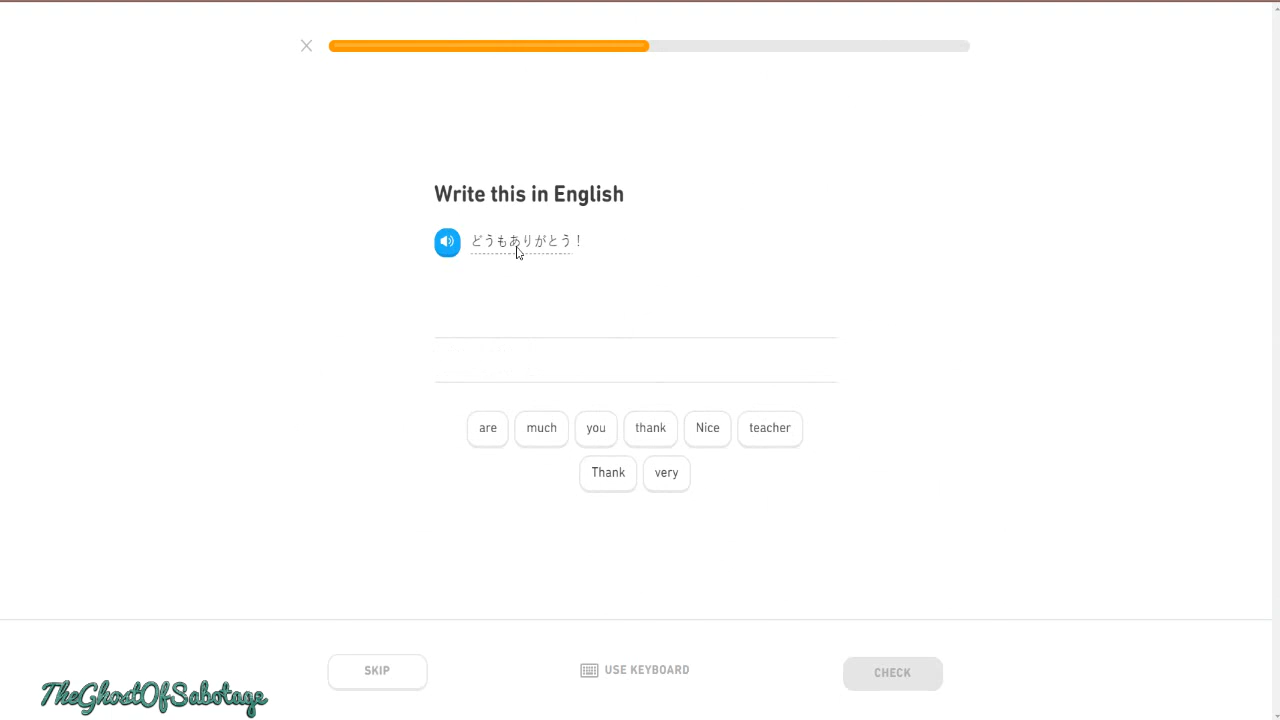 Write this in English
どうもありがとう！
are much you thank Nice teacher
Thank very
SKIP USE KEYBOARD CHECK
TheGhostOfSabotage